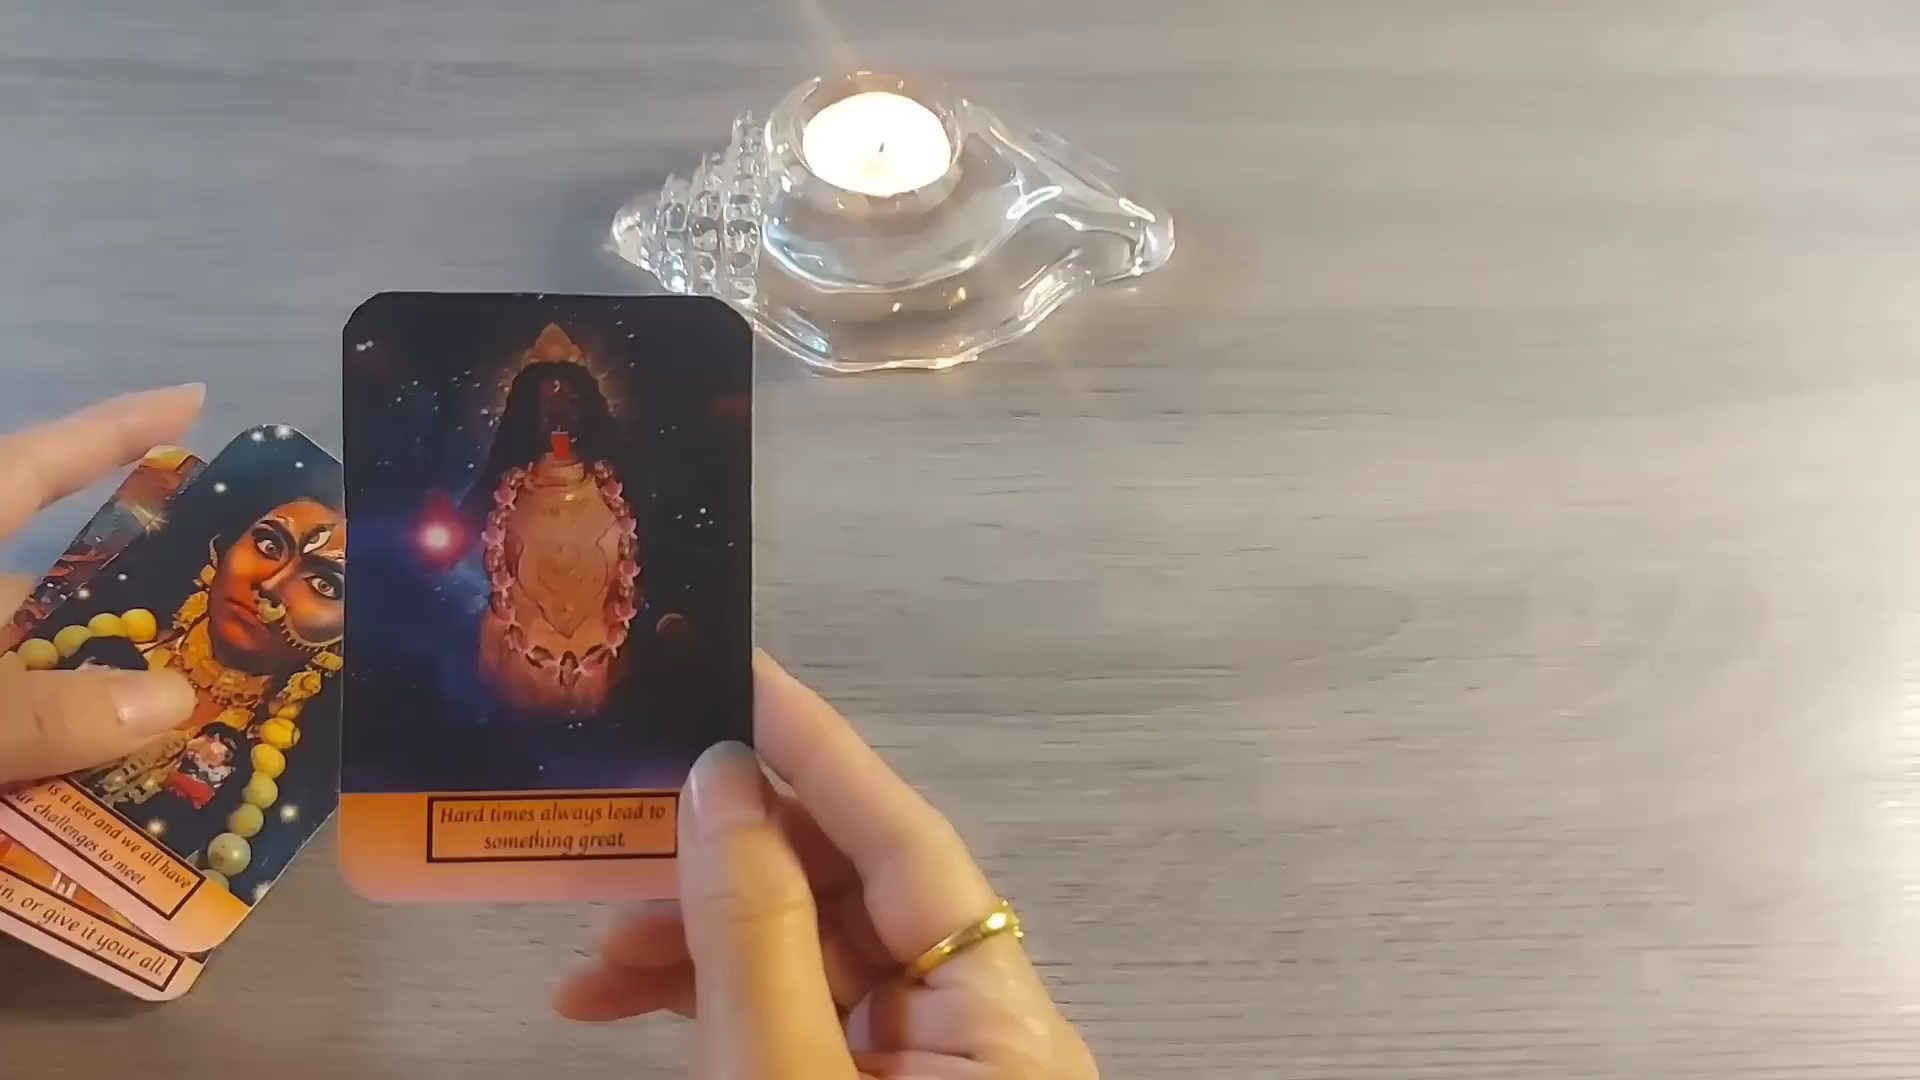 Hard times always lead to
something great.
is a test and we all have
our challenges to meet
in, or give it your all.